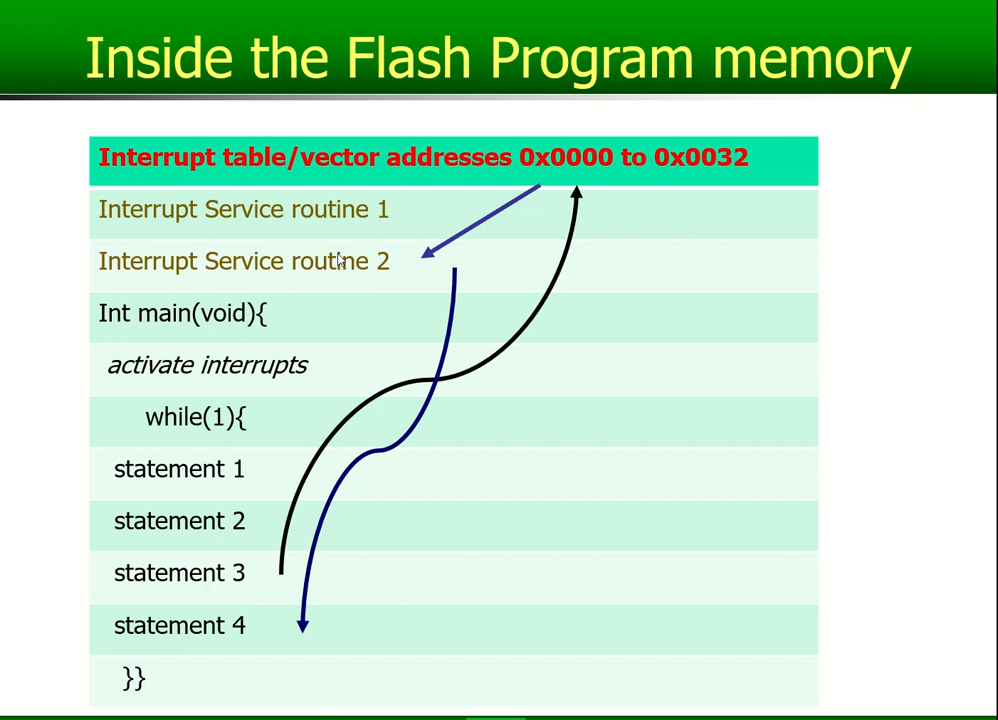 Inside the Flash Program memory
Interrupt table/vector addresses 0x0000 to 0x0032
Interrupt Service routine 1
Interrupt Service routine 2
Int main(void){
activate interrupts
while(1){
statement 1
statement 2
statement 3
statement 4
}}